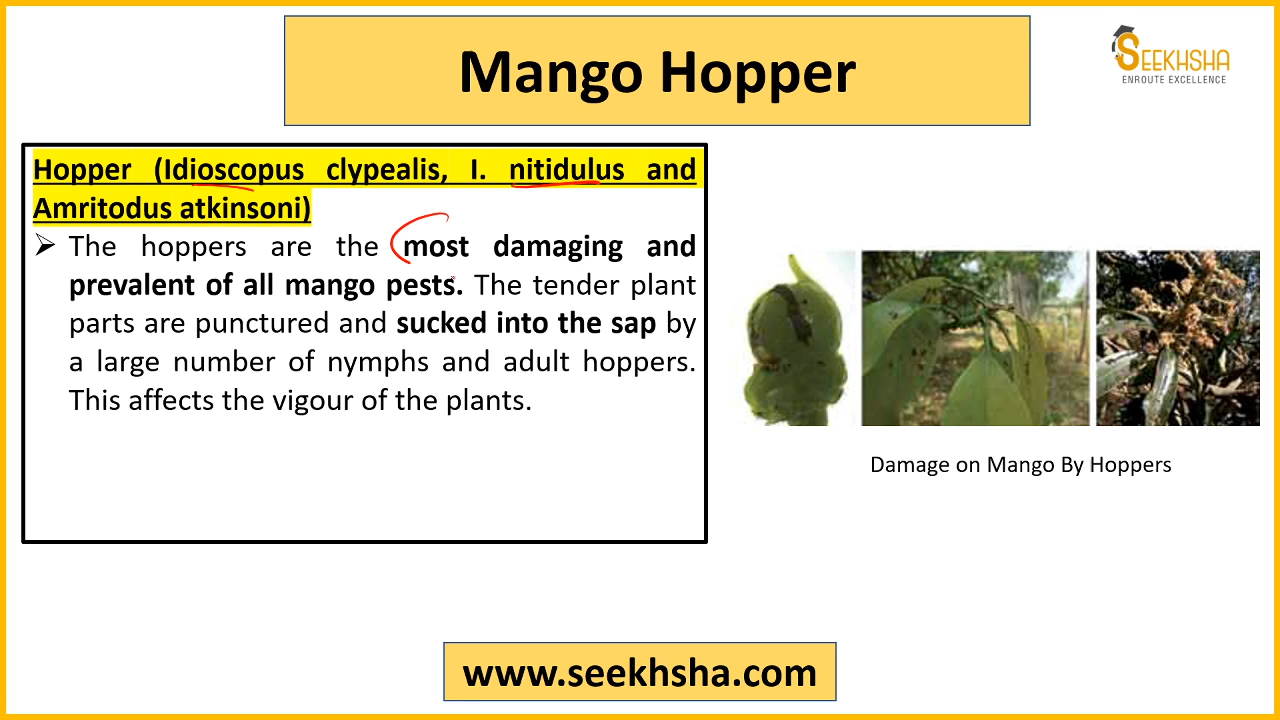 Mango Hopper
SEEKHSHA
ENROUTE EXCELLENCE
Hopper (Idioscopus clypealis, I. nitidulus and
Amritodus atkinsoni)
➢ The hoppers are the most damaging and
prevalent of all mango pests. The tender plant
parts are punctured and sucked into the sap by
a large number of nymphs and adult hoppers.
This affects the vigour of the plants.
Damage on Mango By Hoppers
www.seekhsha.com